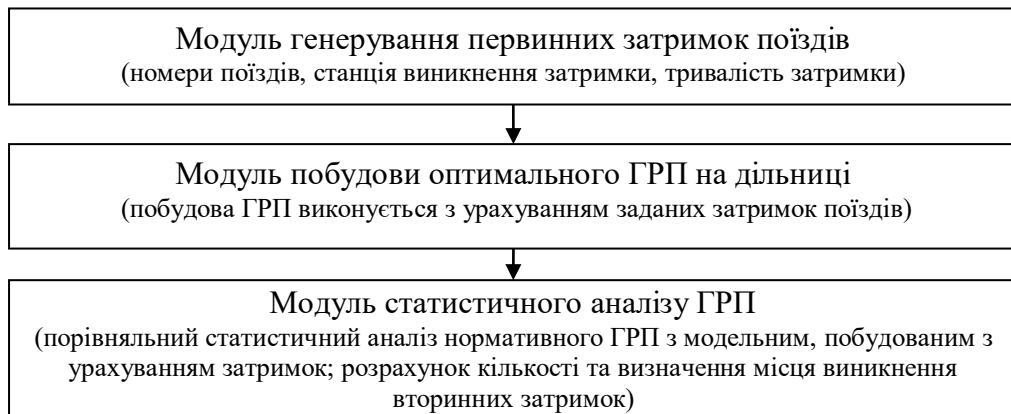 Модуль генерування первинних затримок поїздів
(номери поїздів, станція виникнення затримки, тривалість затримки)
Модуль побудови оптимального ГРП на дільниці
(побудова ГРП виконується з урахуванням заданих затримок поїздів)
Модуль статистичного аналізу ГРП
(порівняльний статистичний аналіз нормативного ГРП з модельним, побудованим з
урахуванням затримок; розрахунок кількості та визначення місця виникнення
вторинних затримок)